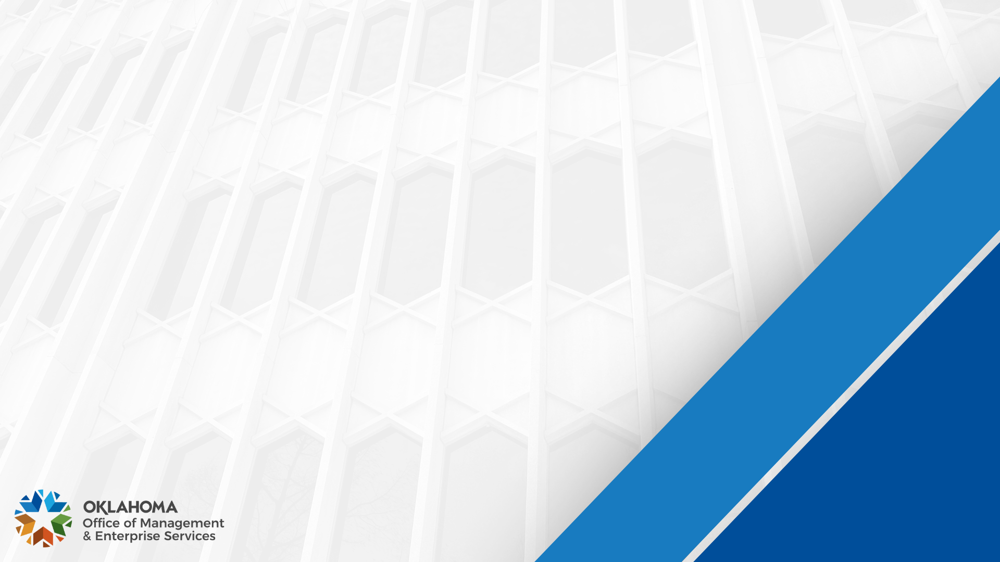 OKLAHOMA
Office of Management
& Enterprise Services